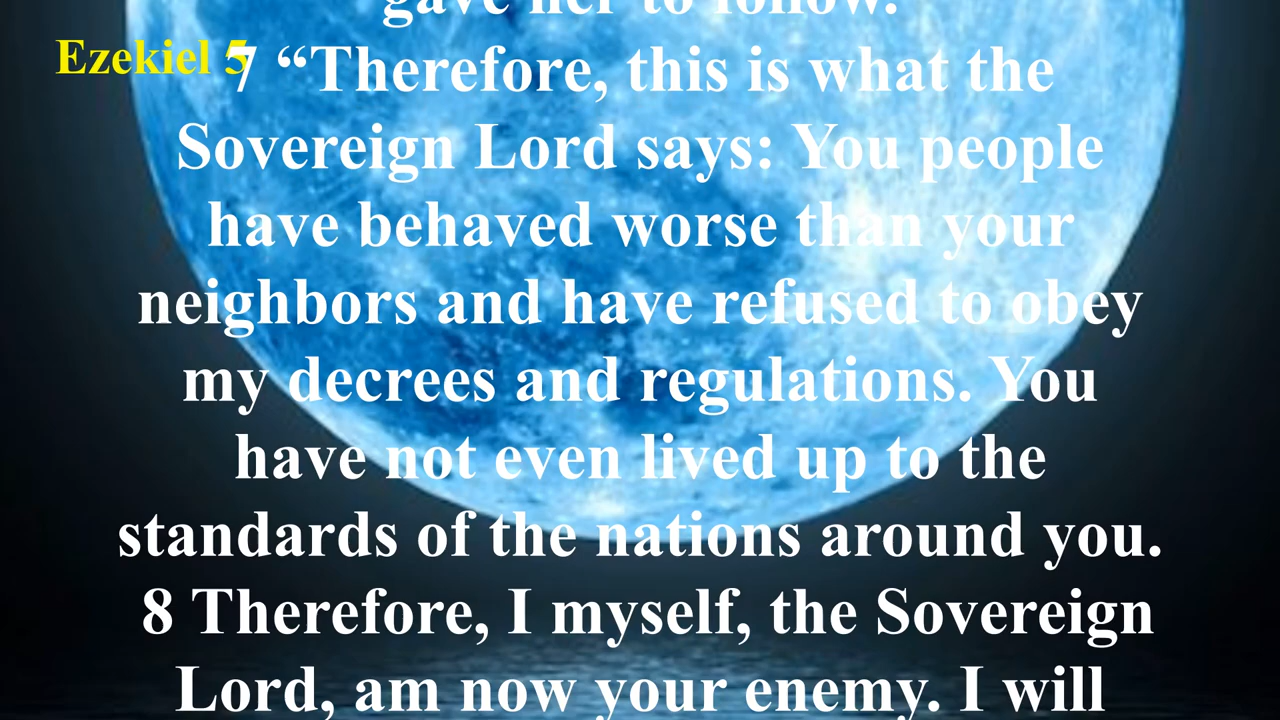 gave her to follow.
Ezekiel 5
7 “Therefore, this is what the
Sovereign Lord says: You people
have behaved worse than your
neighbors and have refused to obey
my decrees and regulations. You
have not even lived up to the
standards of the nations around you.
8 Therefore, I myself, the Sovereign
Lord, am now your enemy. I will